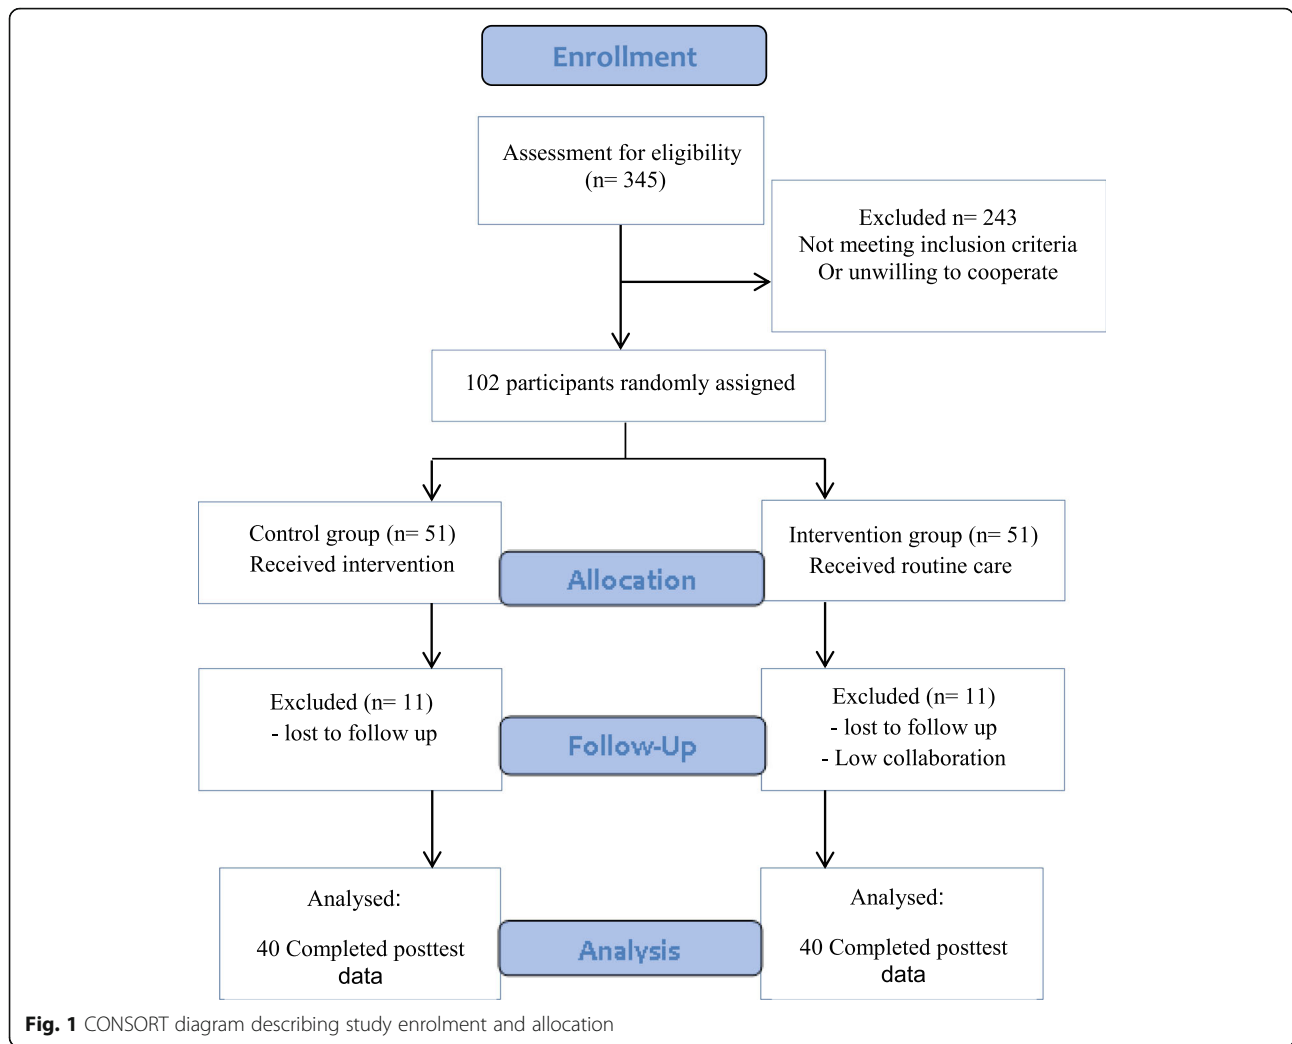 Enrollment
Assessment for eligibility
(n= 345)
Excluded n= 243
Not meeting inclusion criteria
Or unwilling to cooperate
102 participants randomly assigned
Control group (n= 51)
Received intervention
Allocation
Intervention group (n= 51)
Received routine care
Excluded (n= 11)
- lost to follow up
Follow-Up
Excluded (n= 11)
- lost to follow up
- Low collaboration
Analysed:
40 Completed posttest
data
Analysis
Analysed:
40 Completed posttest
data
Fig. 1 CONSORT diagram describing study enrolment and allocation